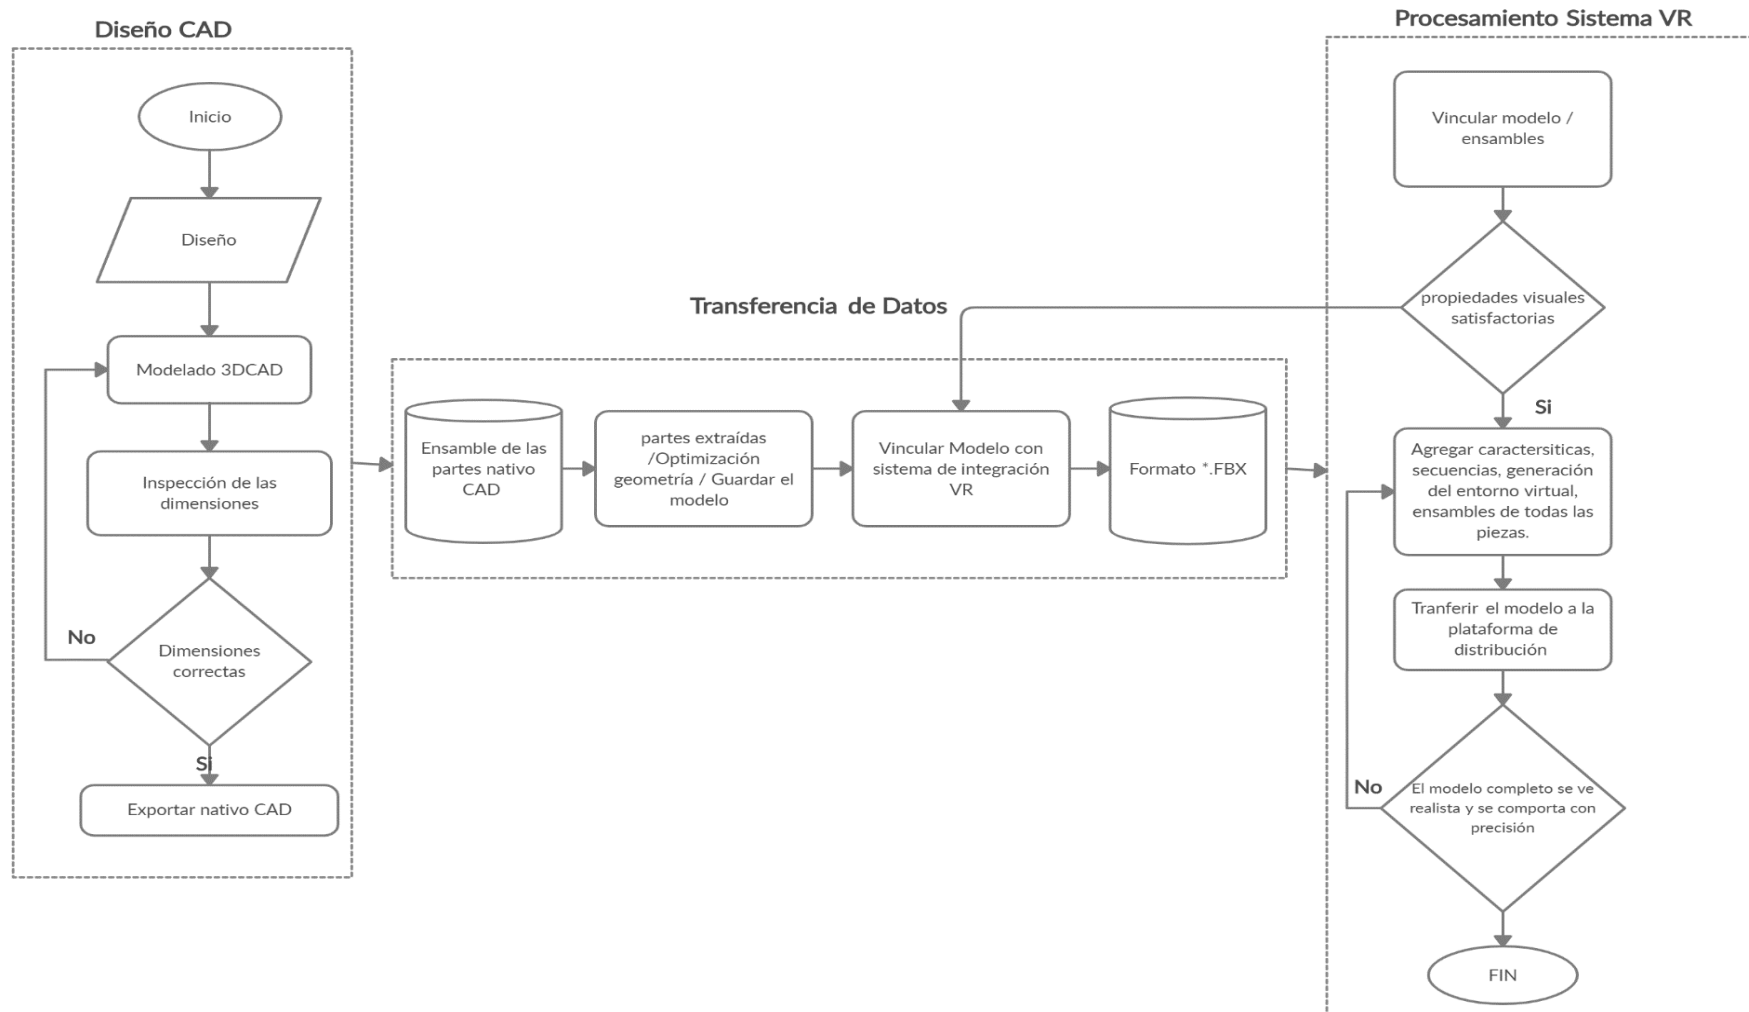 Diseño CAD
Inicio
Diseño
Modelado 3DCAD
Inspección de las
dimensiones
No
Dimensiones
correctas
Si
Exportar nativo CAD
Transferencia de Datos
Ensamble de las
partes nativo
CAD
partes extraídas
/Optimización
geometría / Guardar el
modelo
Vincular Modelo con
sistema de integración
VR
Formato *.FBX
Procesamiento Sistema VR
Vincular modelo /
ensambles
propiedades visuales
satisfactorias
Si
Agregar caractersiticas,
secuencias, generación
del entorno virtual,
ensambles de todas las
piezas.
Tranferir el modelo a la
plataforma de
distribución
No
El modelo completo se ve
realista y se comporta con
precisión
FIN